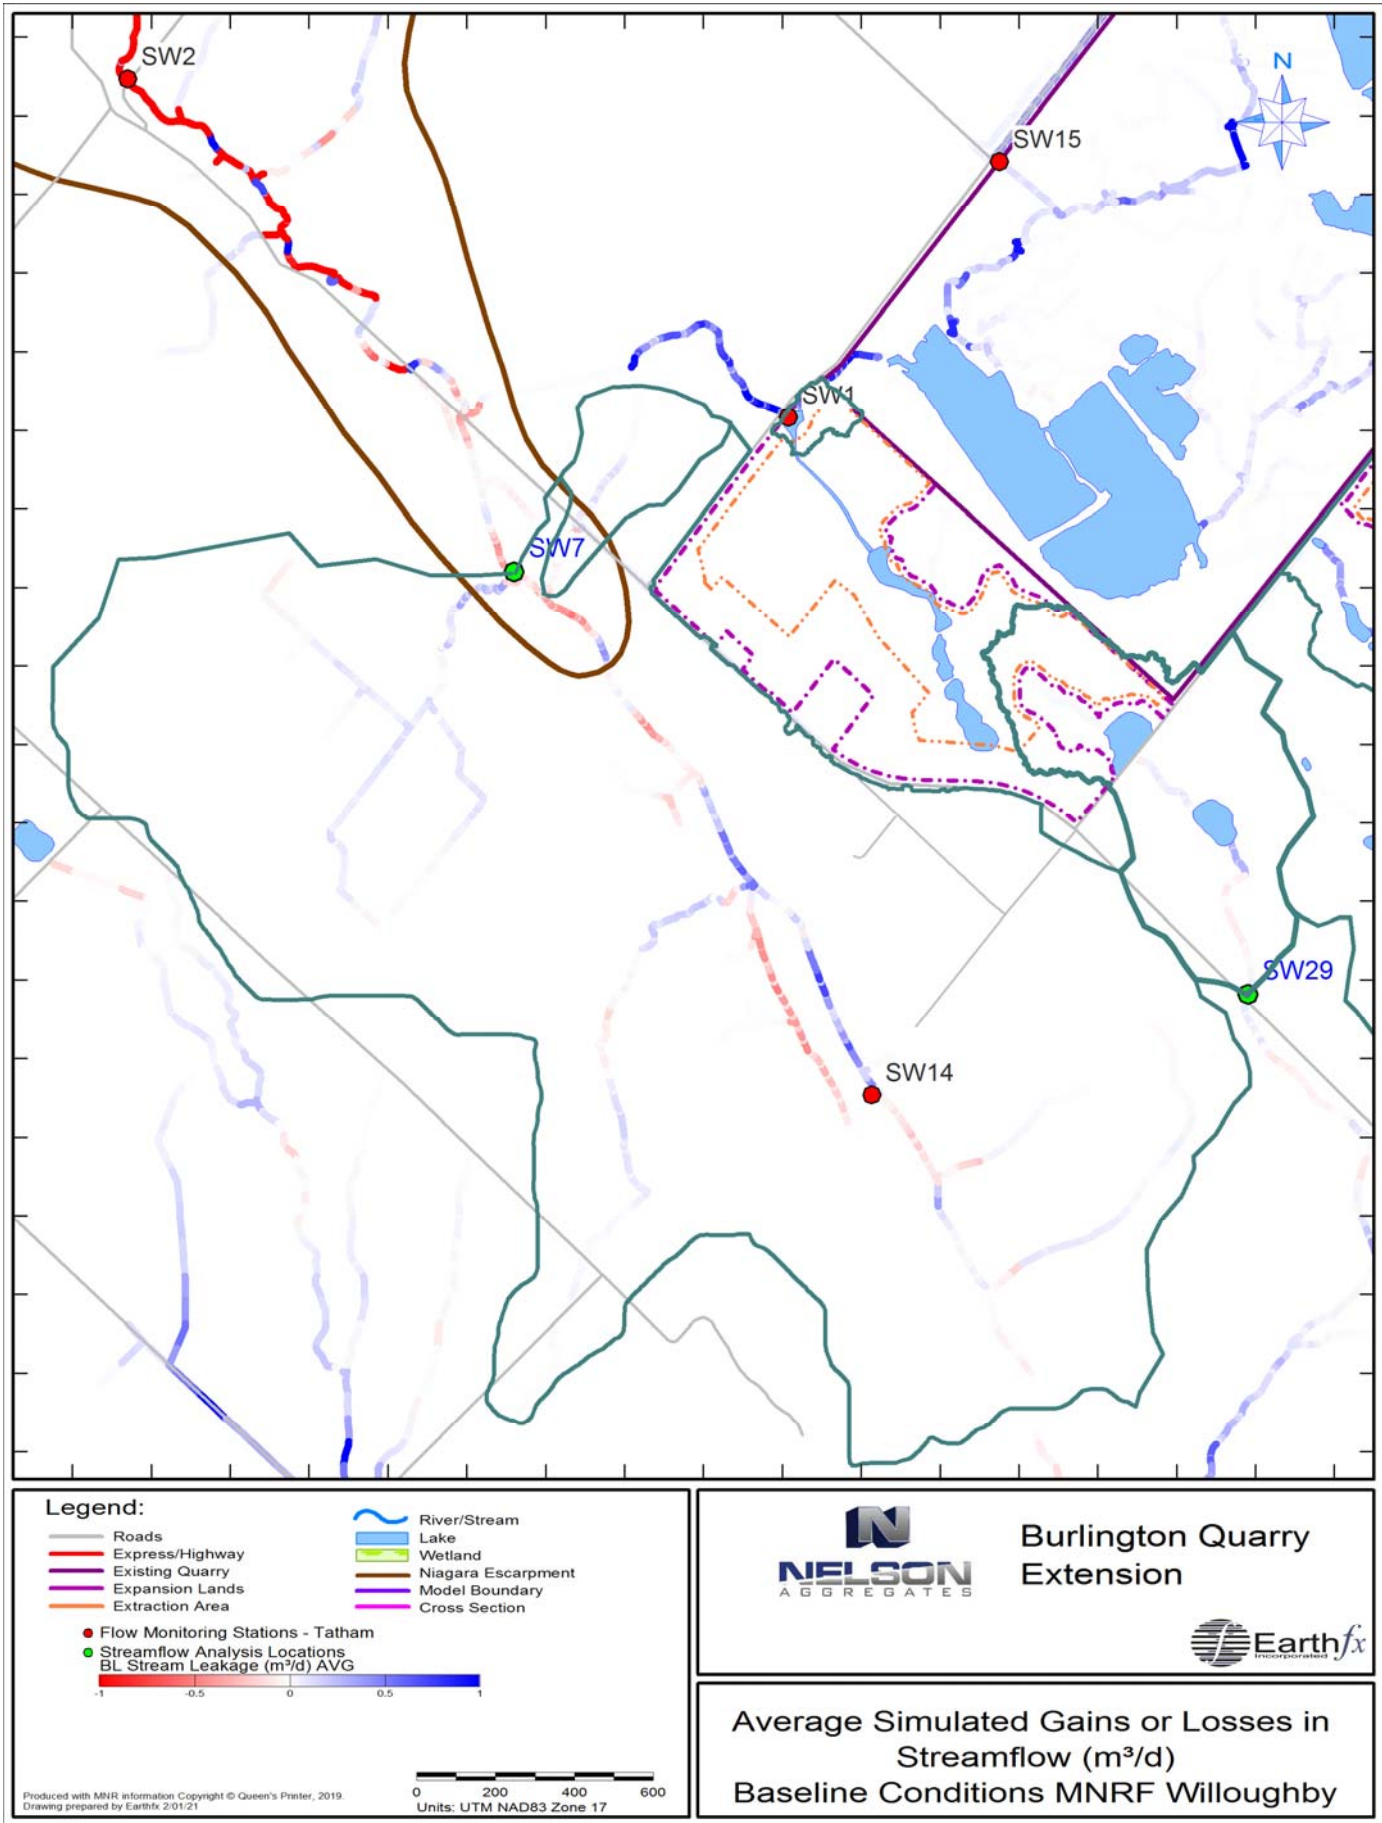 SW2
N
SW15
SW1
SW7
SW29
SW14
Legend:
Roads
Express/Highway
Existing Quarry
Expansion Lands
Extraction Area
River/Stream
Lake
Wetland
Niagara Escarpment
Model Boundary
Cross Section
Flow Monitoring Stations - Tatham
Streamflow Analysis Locations
BL Stream Leakage (m³/d) AVG
-1 -0.5 0 0.5 1
Produced with MNR information Copyright © Queen's Printer, 2019.
Drawing prepared by Earthfx 2/01/21
0 200 400 600
Units: UTM NAD83 Zone 17
N
NELSON
AGGREGATES
Burlington Quarry
Extension
Earthfx
Incorporated
Average Simulated Gains or Losses in
Streamflow (m³/d)
Baseline Conditions MNRF Willoughby